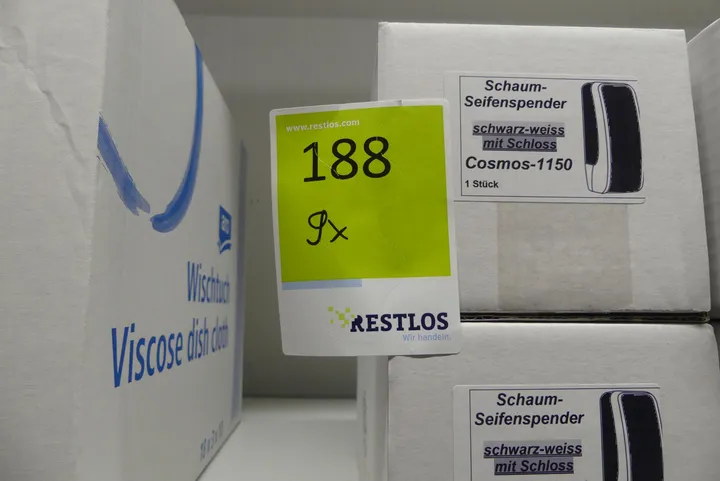 Wischtuch
Viscose dish cloth
www.restlos.com
188
9x
RESTLOS
Wir handeln.
Schaum-
Seifenspender
schwarz-weiss
mit Schloss
Cosmos-1150
1 Stück
Schaum-
Seifenspender
schwarz-weiss
mit Schloss